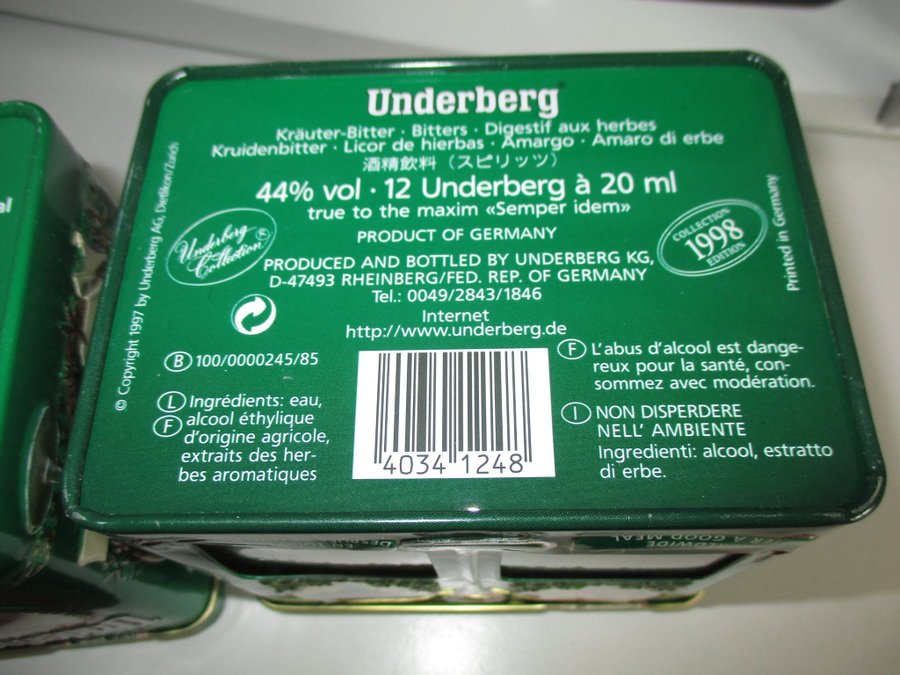 Underberg
Kräuter-Bitter · Bitters · Digestif aux herbes
Kruidenbitter · Licor de hierbas · Amargo · Amaro di erbe
酒精飲料 (スピリッツ)
44% vol · 12 Underberg à 20 ml
true to the maxim «Semper idem»
PRODUCT OF GERMANY
PRODUCED AND BOTTLED BY UNDERBERG KG,
D-47493 RHEINBERG/FED. REP. OF GERMANY
Tel.: 0049/2843/1846
Internet
http://www.underberg.de
Underberg
Collection ®
COLLECTION
1998
EDITION
Printed in Germany
© Copyright 1997 by Underberg AG, Dietlikon/Zürich
B 100/0000245/85
L Ingrédients: eau,
F alcool éthylique
d'origine agricole,
extraits des her-
bes aromatiques
4034 1248
F L'abus d'alcool est dange-
reux pour la santé, con-
sommez avec modération.
I NON DISPERDERE
NELL' AMBIENTE
Ingredienti: alcool, estratto
di erbe.
A GOOD MEAL